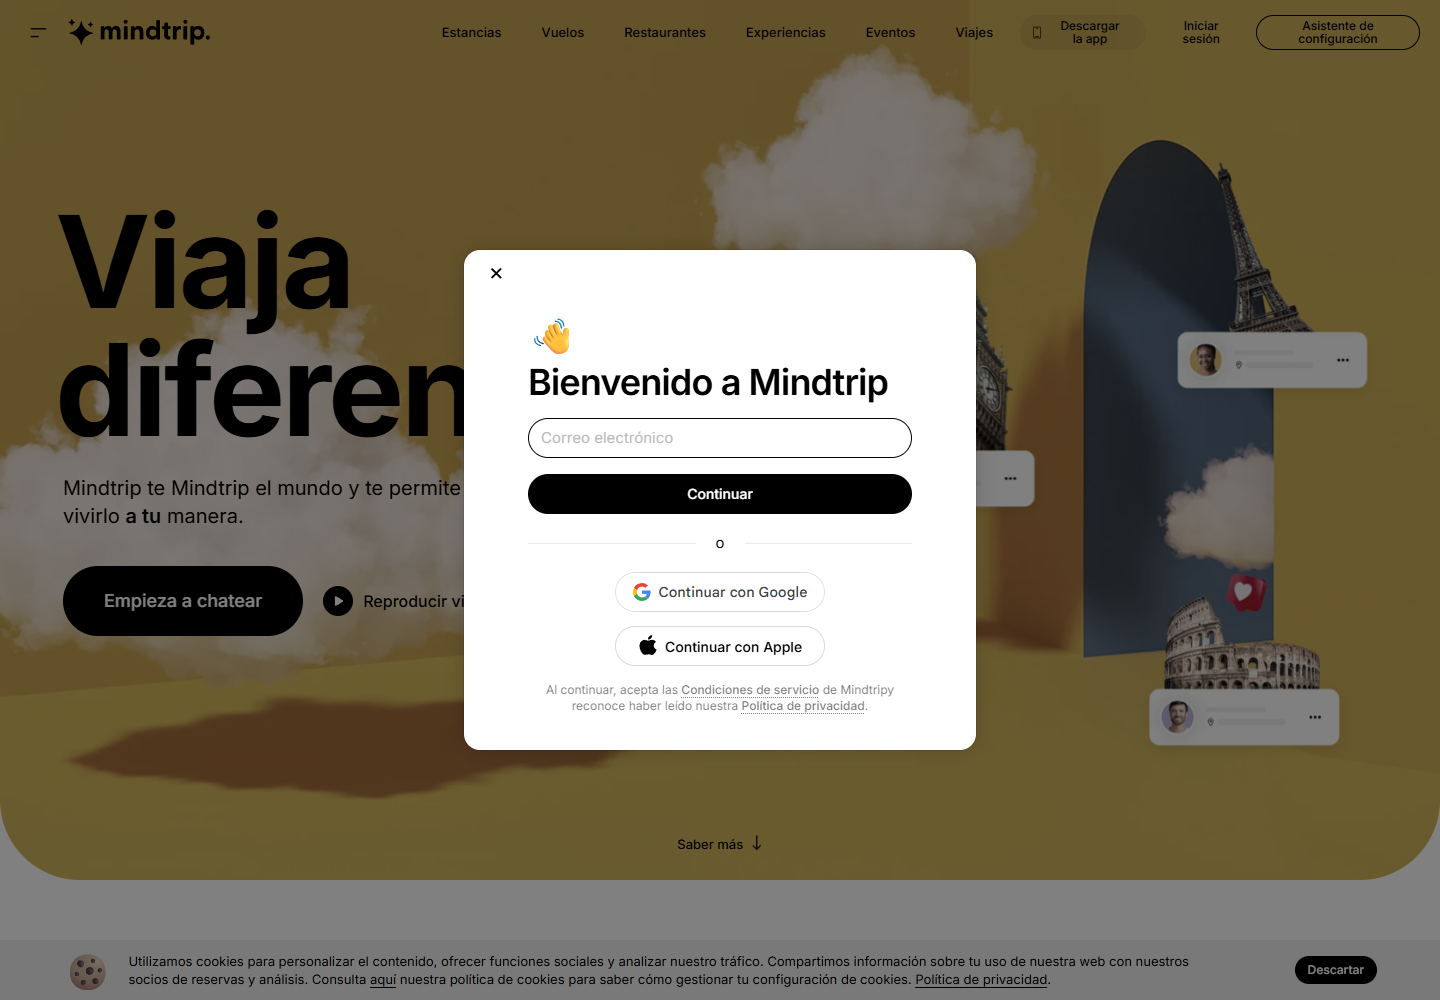 mindtrip.
Estancias
Vuelos
Restaurantes
Experiencias
Eventos
Viajes
Descargar
la app
Iniciar
sesión
Asistente de
configuración
Viaja
diferen
Mindtrip te Mindtrip el mundo y te permite
vivirlo a tu manera.
Empieza a chatear
Reproducir vi
Bienvenido a Mindtrip
Correo electrónico
Continuar
O
Continuar con Google
Continuar con Apple
Al continuar, acepta las Condiciones de servicio de Mindtripy
reconoce haber leído nuestra Política de privacidad.
Saber más
Utilizamos cookies para personalizar el contenido, ofrecer funciones sociales y analizar nuestro tráfico. Compartimos información sobre tu uso de nuestra web con nuestros
socios de reservas y análisis. Consulta aquí nuestra política de cookies para saber cómo gestionar tu configuración de cookies. Política de privacidad.
Descartar